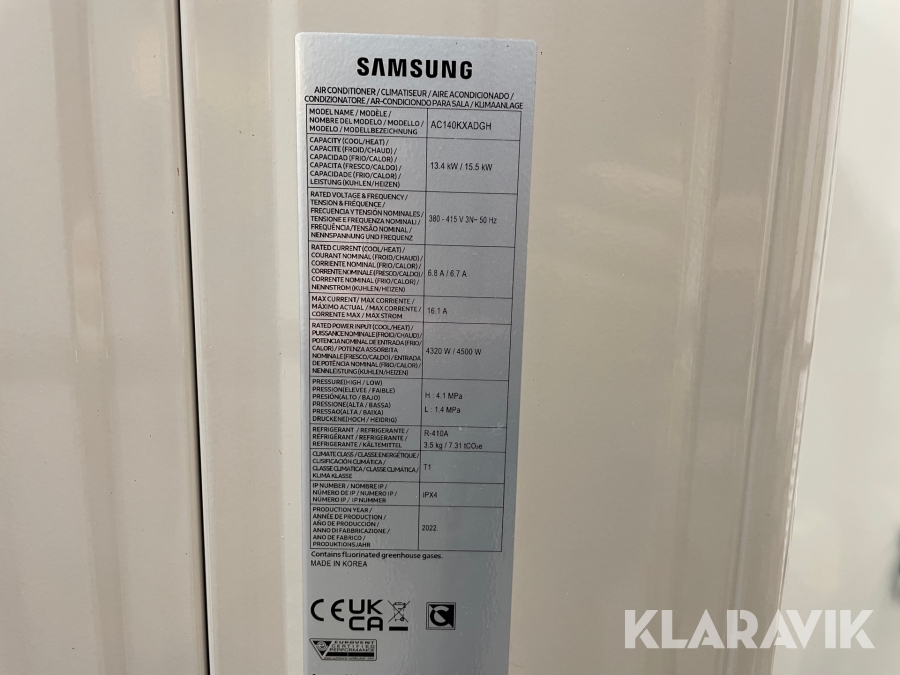 SAMSUNG
AIR CONDITIONER / CLIMATISEUR / AIRE ACONDICIONADO /
CONDIZIONATORE / AR-CONDICIONDO PARA SALA / KLIMAANLAGE
MODEL NAME / MODÈLE /
NOMBRE DEL MODELO / MODELLO /
MODELO / MODELLBEZEICHNUNG
AC140KXADGH
CAPACITY (COOL/HEAT) /
CAPACITE (FROID/CHAUD) /
CAPACIDAD (FRIO/CALOR) /
CAPACITA (FRESCO/CALDO) /
CAPACIDADE (FRIO/CALOR) /
LEISTUNG (KUHLEN/HEIZEN)
13.4 kW / 15.5 kW
RATED VOLTAGE & FREQUENCY /
TENSION & FRÉQUENCE /
FRECUENCIA Y TENSIÓN NOMINALES /
TENSIONE E FREQUENZA NOMINALI /
FREQUÊNCIA/TENSÃO NOMINAL /
NENNSPANNUNG UND FREQUENZ
380 - 415 V 3N~ 50 Hz
RATED CURRENT (COOL/HEAT) /
COURANT NOMINAL (FROID/CHAUD) /
CORRIENTE NOMINAL (FRIO/CALOR) /
CORRENTE NOMINALE (FRESCO/CALDO) /
CORRENTE NOMINAL (FRIO/CALOR) /
NENNSTROM (KUHLEN/HEIZEN)
6.8 A / 6.7 A
MAX CURRENT / MAX CORRIENTE /
MÁXIMO ACTUAL / MAX CORRENTE /
CORRENTE MAX / MAX STROM
16.1 A
RATED POWER INPUT (COOL/HEAT) /
PUISSANCE NOMINALE (FROID/CHAUD) /
POTENCIA NOMINAL DE ENTRADA (FRIO/
CALOR) / POTENZA ASSORBITA
NOMINALE (FRESCO/CALDO) / ENTRADA
DE POTÊNCIA NOMINAL (FRIO/CALOR) /
NENNLEISTUNG (KUHLEN/HEIZEN)
4320 W / 4500 W
PRESSURE(HIGH / LOW)
PRESSION(ELEVEE / FAIBLE)
PRESIÓN(ALTO / BAJO)
PRESSIONE(ALTA / BASSA)
PRESSAO(ALTA / BAIXA)
DRUCKENE(HOCH / HEIDRIG)
H : 4.1 MPa
L : 1.4 MPa
REFRIGERANT / REFRIGERANTE /
RÉFRIGÉRANT / REFRIGERANTE /
REFRIGERANTE / KÄLTEMITTEL
R-410A
3.5 kg / 7.31 tCO₂e
CLIMATE CLASS / CLASSE ENERGÉTIQUE /
CLISIFICACIÓN CLIMÁTICA /
CLASSE CLIMATICA / CLASSE CLIMÁTICA /
KLIMA KLASSE
T1
IP NUMBER / NOMBRE IP /
NÚMERO DE IP / NUMERO IP /
NÚMERO IP / IP NUMMER
IPX4
PRODUCTION YEAR /
ANNÉE DE PRODUCTION /
AÑO DE PRODUCCIÓN /
ANNO DI FABBRICAZIONE /
ANO DE FABRICO /
PRODUKTIONSJAHR
2022.
Contains fluorinated greenhouse gases.
MADE IN KOREA
CE UK
CA
EUROVENT
CERTIFIED
PERFORMANCE
KLARAVIK